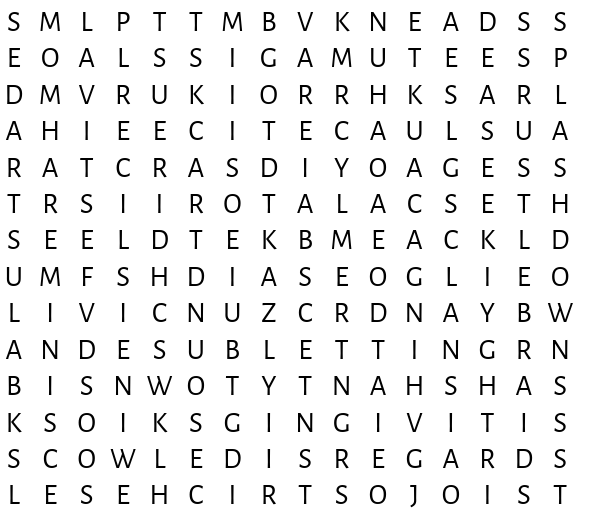 S M L P T T M B V K N E A D S S
E O A L S S I G A M U T E E S P
D M V R U K I O R R H K S A R L
A H I E E C I T E C A U L S U A
R A T C R A S D I Y O A G E S S
T R S I I R O T A L A C S E T H
S E E L D T E K B M E A C K L D
U M F S H D I A S E O G L I E O
L I V I C N U Z C R D N A Y B W
A N D E S U B L E T T I N G R N
B I S N W O T Y T N A H S H A S
K S O I K S G I N G I V I T I S
S C O W L E D I S R E G A R D S
L E S E H C I R T S O J O I S T